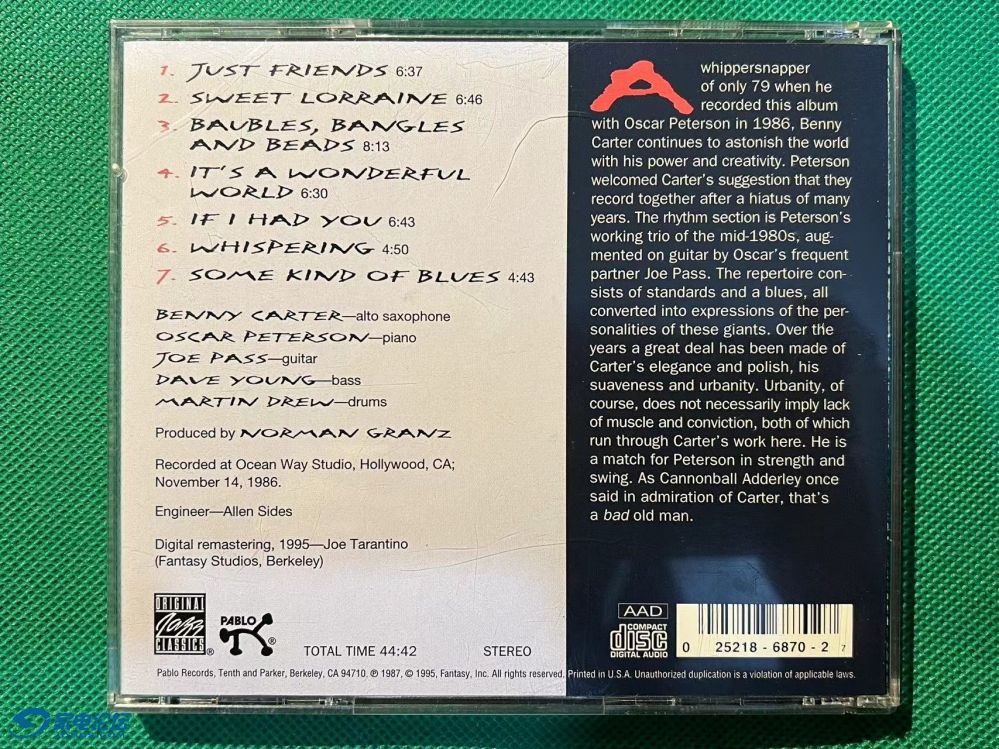 1. JUST FRIENDS 6:37
2. SWEET LORRAINE 6:46
3. BAUBLES, BANGLES
AND BEADS 8:13
4. IT'S A WONDERFUL
WORLD 6:30
5. IF I HAD YOU 6:43
6. WHISPERING 4:50
7. SOME KIND OF BLUES 4:43
BENNY CARTER—alto saxophone
OSCAR PETERSON—piano
JOE PASS—guitar
DAVE YOUNG—bass
MARTIN DREW—drums
Produced by NORMAN GRANZ
Recorded at Ocean Way Studio, Hollywood, CA;
November 14, 1986.
Engineer—Allen Sides
Digital remastering, 1995—Joe Tarantino
(Fantasy Studios, Berkeley)
ORIGINAL
Jazz
CLASSICS®
PABLO ®
TOTAL TIME 44:42 STEREO
A whippersnapper
of only 79 when he
recorded this album
with Oscar Peterson in 1986, Benny
Carter continues to astonish the world
with his power and creativity. Peterson
welcomed Carter's suggestion that they
record together after a hiatus of many
years. The rhythm section is Peterson's
working trio of the mid-1980s, aug-
mented on guitar by Oscar's frequent
partner Joe Pass. The repertoire con-
sists of standards and a blues, all
converted into expressions of the per-
sonalities of these giants. Over the
years a great deal has been made of
Carter's elegance and polish, his
suaveness and urbanity. Urbanity, of
course, does not necessarily imply lack
of muscle and conviction, both of which
run through Carter's work here. He is
a match for Peterson in strength and
swing. As Cannonball Adderley once
said in admiration of Carter, that's
a bad old man.
AAD
COMPACT
disc
DIGITAL AUDIO
0 25218-6870-2 7
Pablo Records, Tenth and Parker, Berkeley, CA 94710. ℗ 1987, © 1995, Fantasy, Inc. All rights reserved. Printed in U.S.A. Unauthorized duplication is a violation of applicable laws.